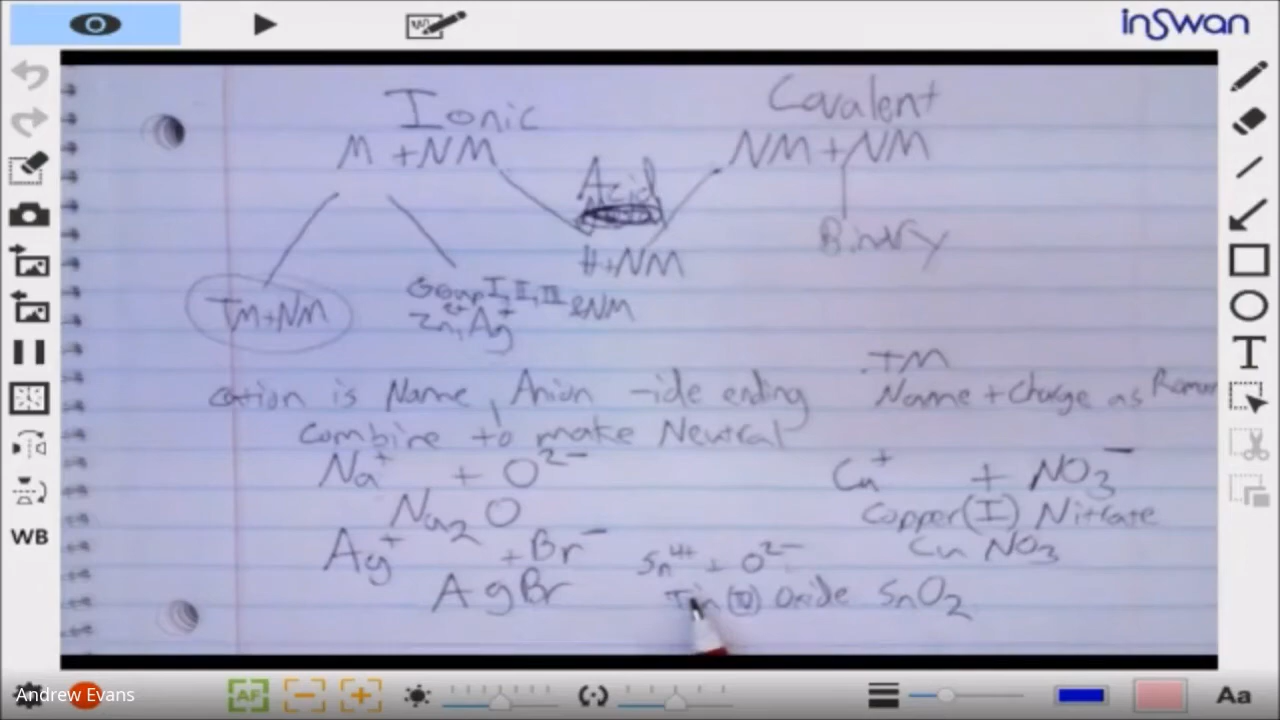 inSwan
Ionic
Covalent
M + NM
NM + NM
Acid
H+NM
Binary
TM+NM
Group I, II, III &NM
Zn²⁺, Ag⁺
TM
cation is Name, Anion -ide ending
Name + Charge as Roman
Combine to make Neutral
Na⁺ + O²⁻
Cu⁺ + NO₃⁻
Na₂O
Copper(I) Nitrate
Ag⁺ + Br⁻
Sn⁴⁺ + O²⁻
CuNO₃
AgBr
Tin(IV) Oxide SnO₂
WB
T
Andrew Evans
AF
Aa